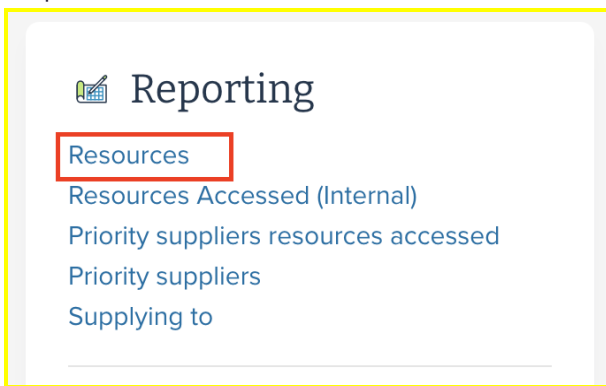 Reporting
Resources
Resources Accessed (Internal)
Priority suppliers resources accessed
Priority suppliers
Supplying to